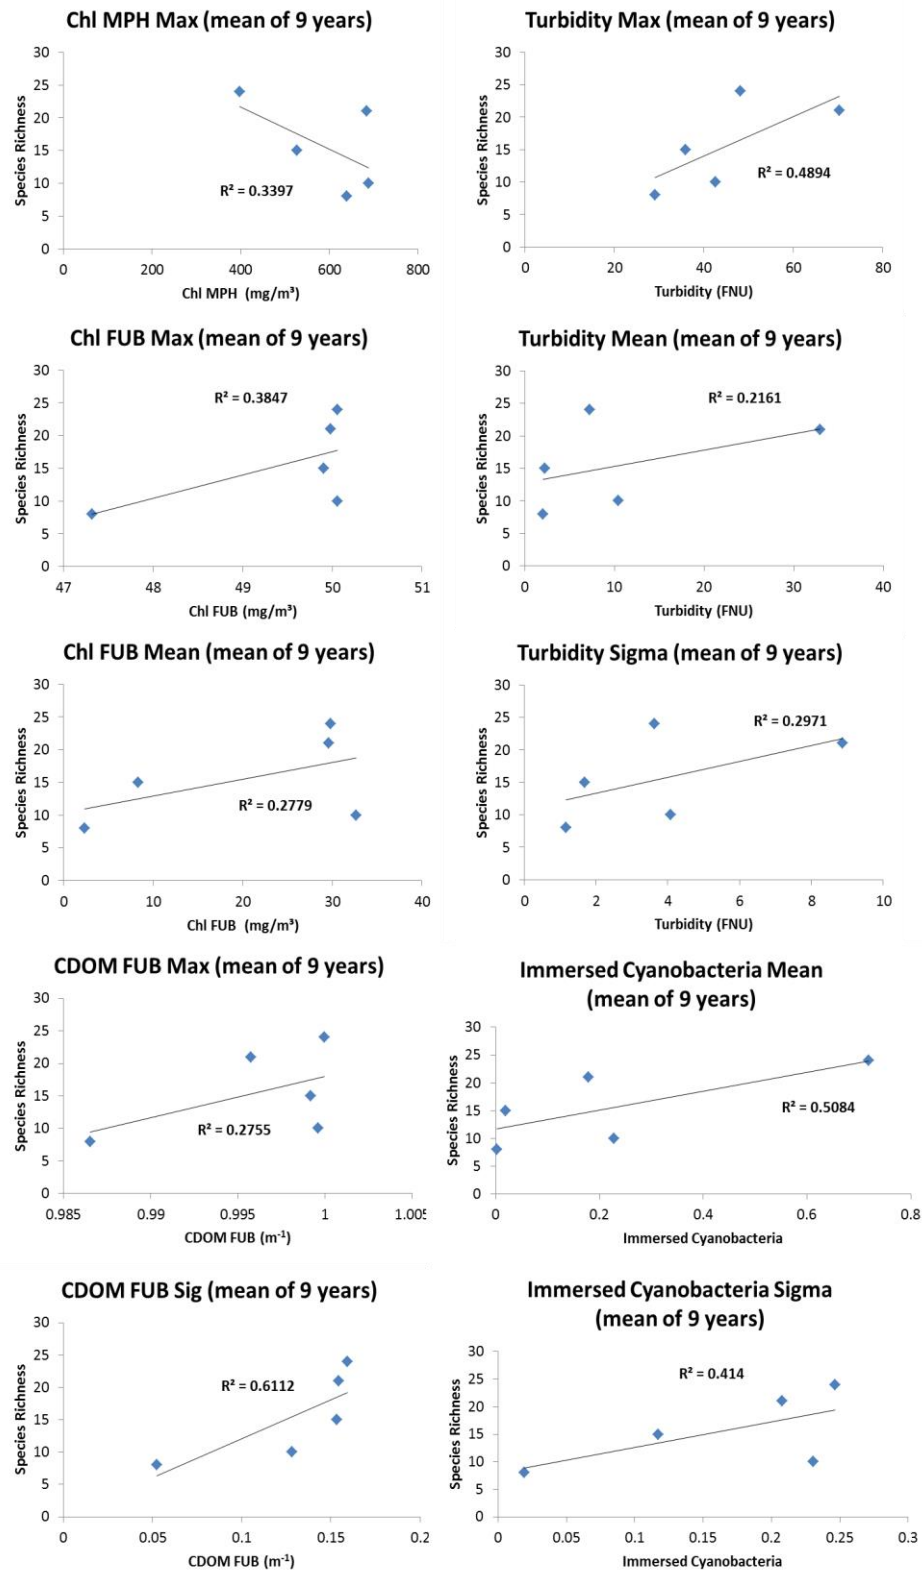 Chl MPH Max (mean of 9 years)
30
25
20
15
10
5
0
Species Richness
R² = 0.3397
0 200 400 600 800
Chl MPH (mg/m³)
Turbidity Max (mean of 9 years)
30
25
20
15
10
5
0
Species Richness
R² = 0.4894
0 20 40 60 80
Turbidity (FNU)
Chl FUB Max (mean of 9 years)
30
25
20
15
10
5
0
Species Richness
R² = 0.3847
47 48 49 50 51
Chl FUB (mg/m³)
Turbidity Mean (mean of 9 years)
30
25
20
15
10
5
0
Species Richness
R² = 0.2161
0 10 20 30 40
Turbidity (FNU)
Chl FUB Mean (mean of 9 years)
30
25
20
15
10
5
0
Species Richness
R² = 0.2779
0 10 20 30 40
Chl FUB (mg/m³)
Turbidity Sigma (mean of 9 years)
30
25
20
15
10
5
0
Species Richness
R² = 0.2971
0 2 4 6 8 10
Turbidity (FNU)
CDOM FUB Max (mean of 9 years)
30
25
20
15
10
5
0
Species Richness
R² = 0.2755
0.985 0.99 0.995 1 1.005
CDOM FUB (m⁻¹)
Immersed Cyanobacteria Mean
(mean of 9 years)
30
25
20
15
10
5
0
Species Richness
R² = 0.5084
0 0.2 0.4 0.6 0.8
Immersed Cyanobacteria
CDOM FUB Sig (mean of 9 years)
30
25
20
15
10
5
0
Species Richness
R² = 0.6112
0 0.05 0.1 0.15 0.2
CDOM FUB (m⁻¹)
Immersed Cyanobacteria Sigma
(mean of 9 years)
30
25
20
15
10
5
0
Species Richness
R² = 0.414
0 0.05 0.1 0.15 0.2 0.25 0.3
Immersed Cyanobacteria